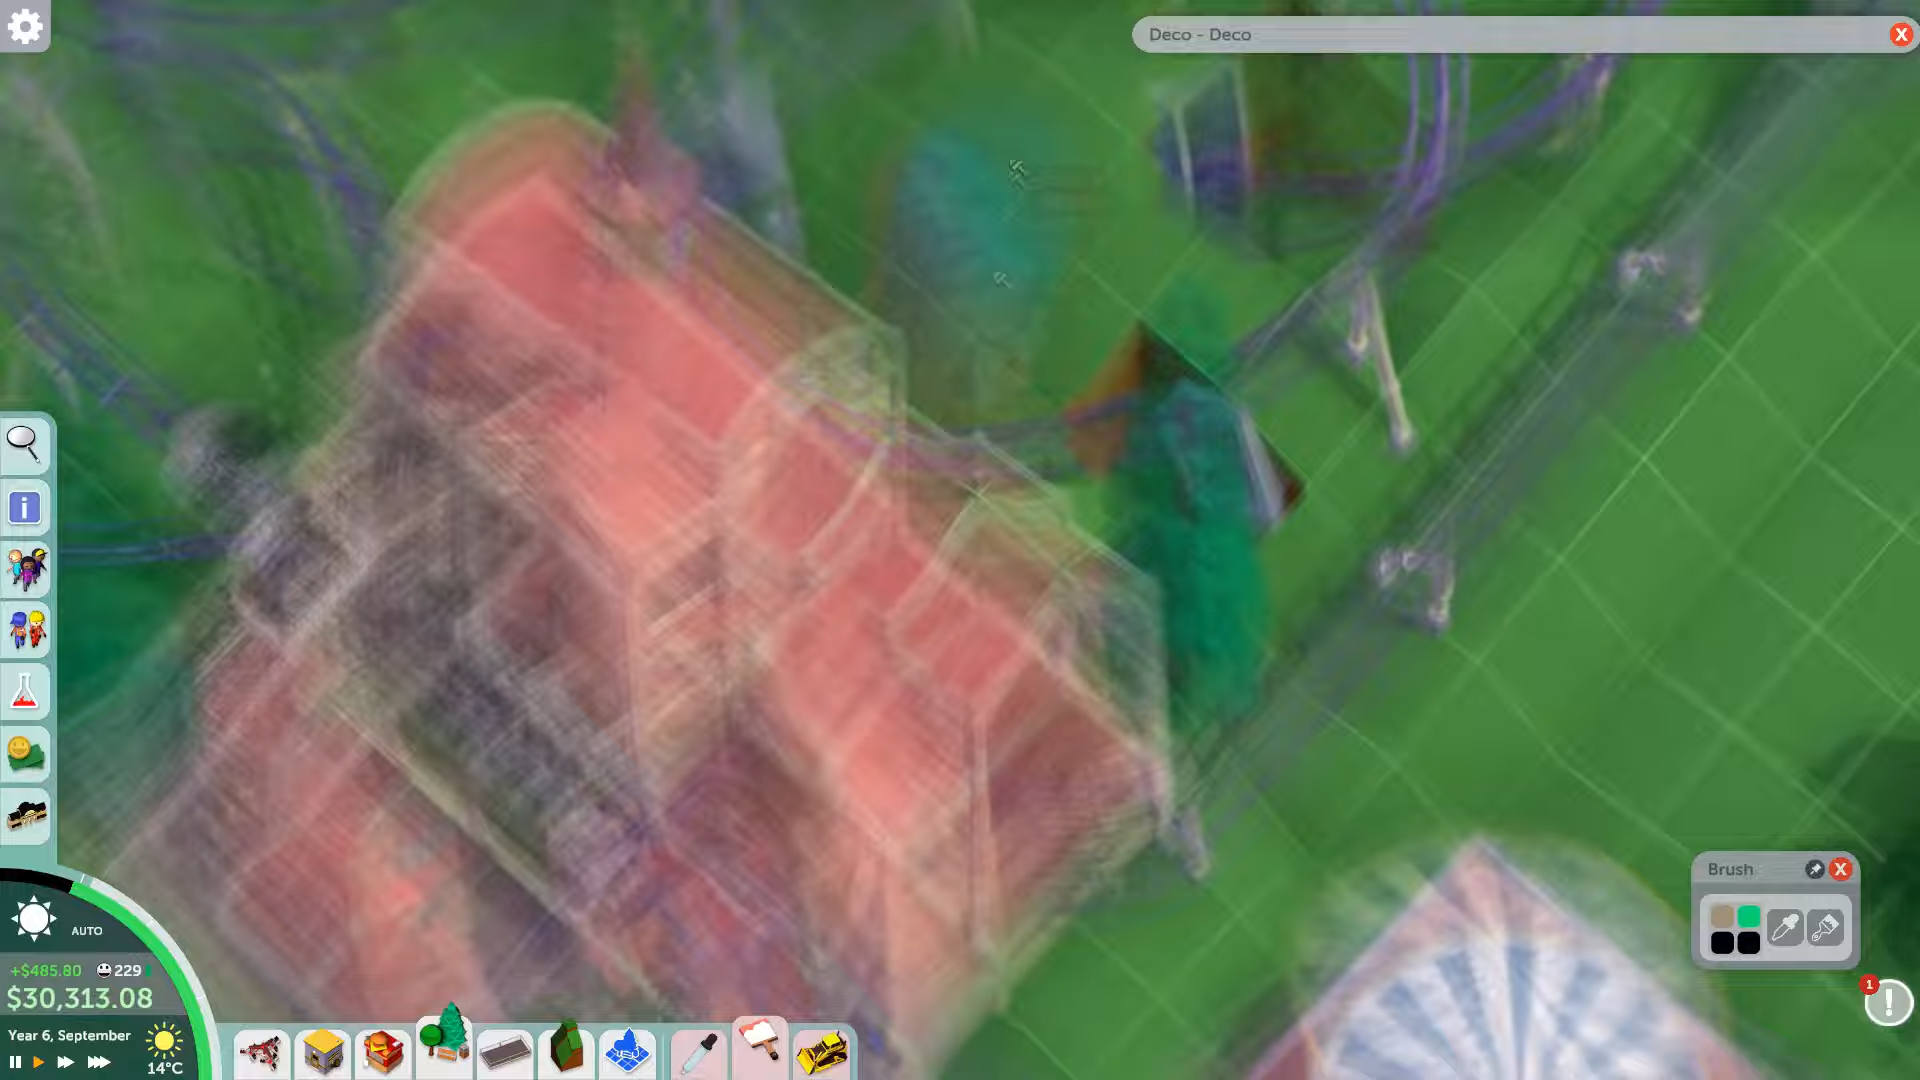 Deco - Deco
Brush
1
AUTO
+$485.80 229
$30,313.08
Year 6, September
14°C